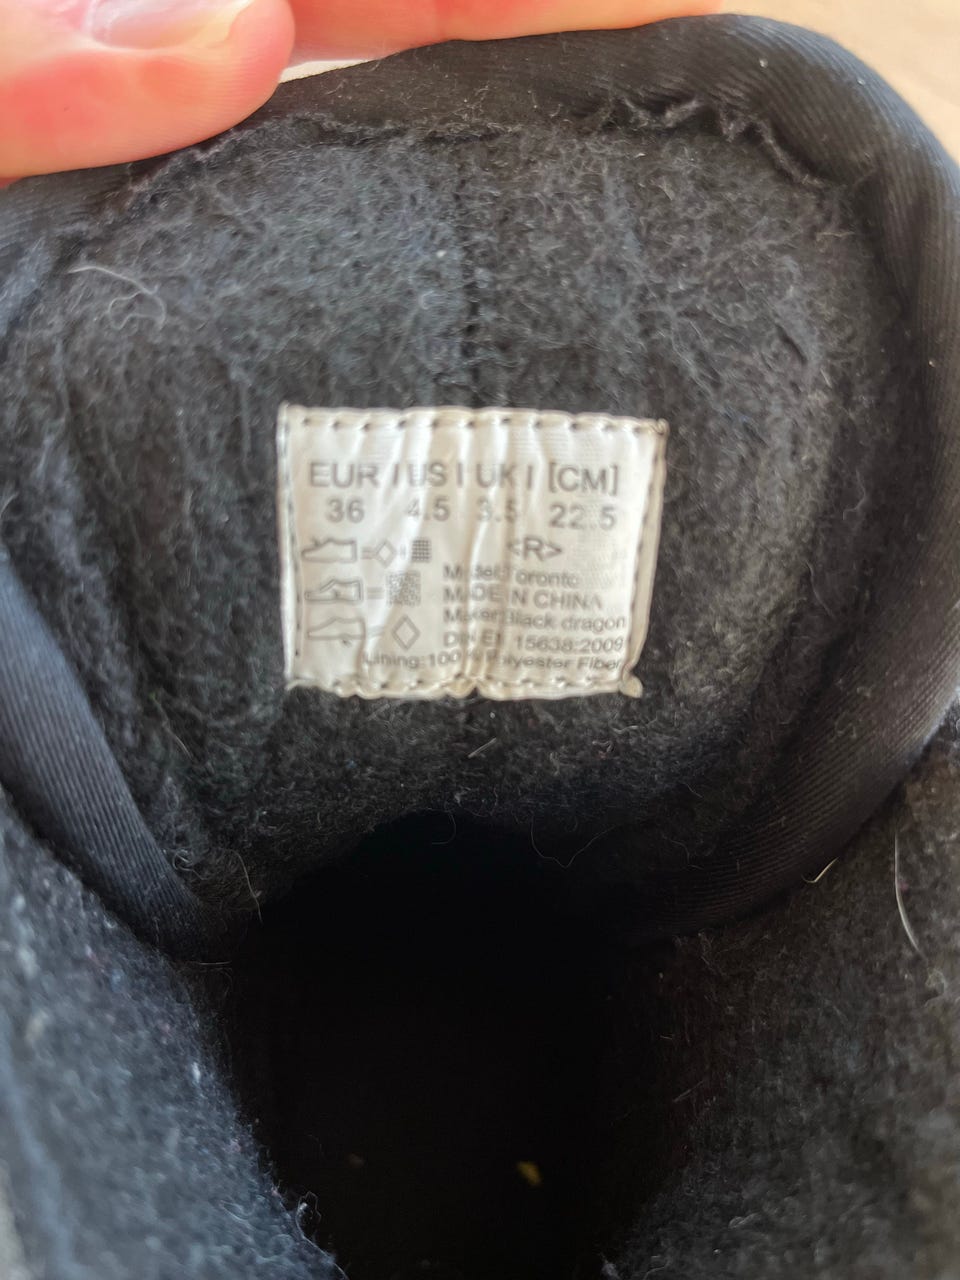 EUR | US | UK | [CM]
36 4.5 3.5 22.5
<R>
Model:Toronto
MADE IN CHINA
Maker:Black dragon
DIN EN 15638:2009
Lining:100% Polyester Fiber